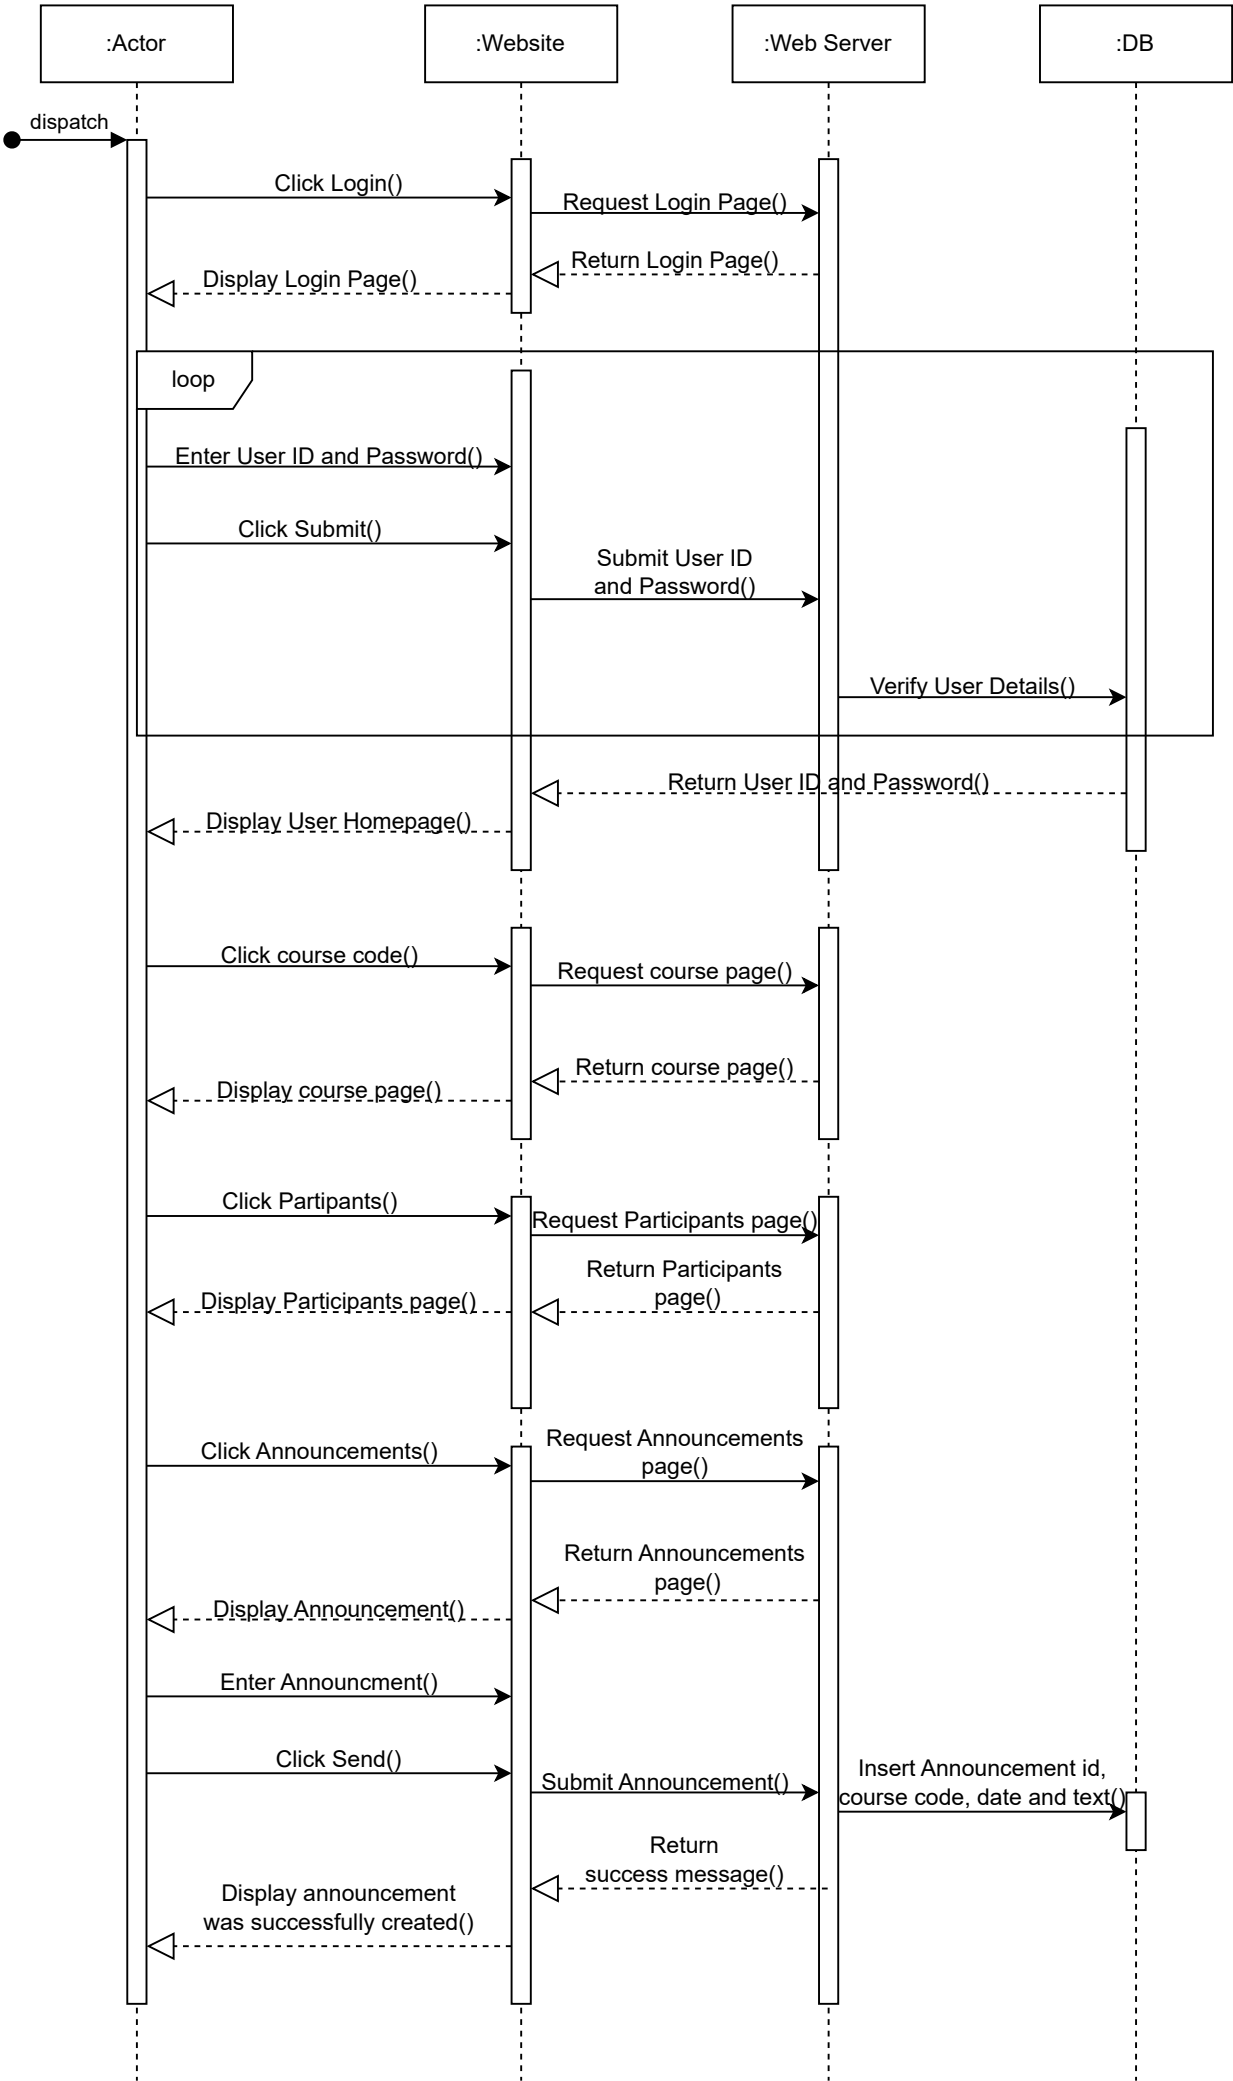 :Actor
:Website
:Web Server
:DB
dispatch
Click Login()
Request Login Page()
Return Login Page()
Display Login Page()
loop
Enter User ID and Password()
Click Submit()
Submit User ID
and Password()
Verify User Details()
Return User ID and Password()
Display User Homepage()
Click course code()
Request course page()
Return course page()
Display course page()
Click Partipants()
Request Participants page()
Return Participants
page()
Display Participants page()
Click Announcements()
Request Announcements
page()
Return Announcements
page()
Display Announcement()
Enter Announcment()
Click Send()
Submit Announcement()
Insert Announcement id,
course code, date and text()
Return
success message()
Display announcement
was successfully created()